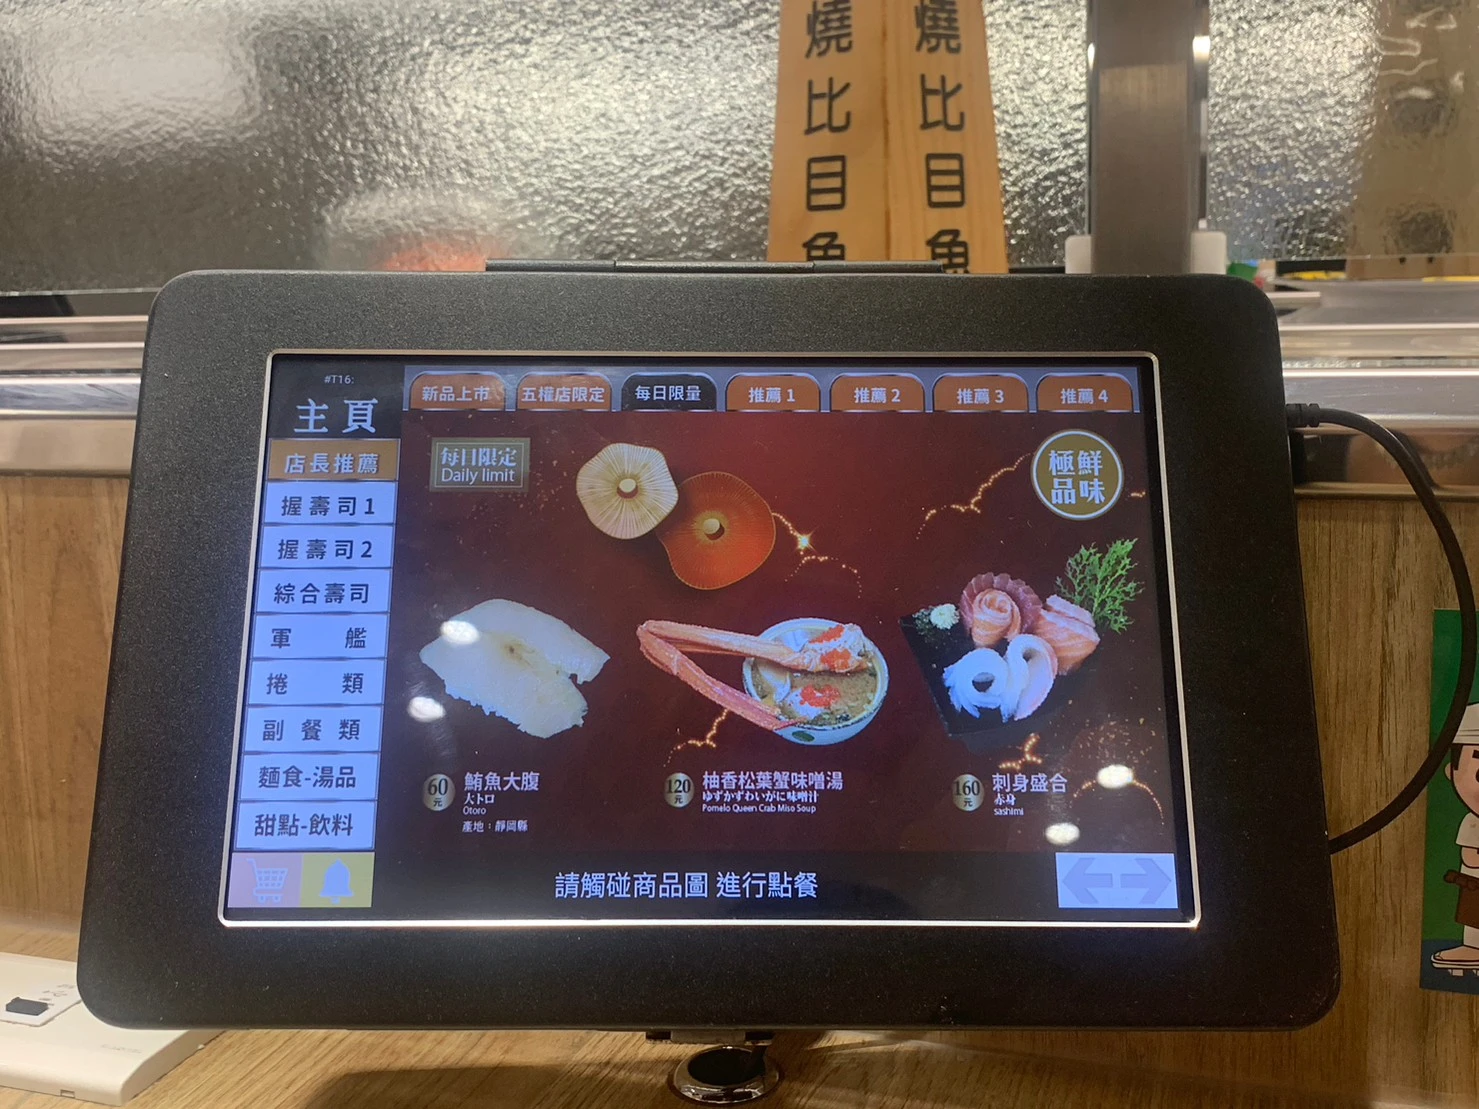 燒比目魚
燒比目魚
#T16:
主頁
店長推薦
握壽司1
握壽司2
綜合壽司
軍 艦
捲 類
副 餐 類
麵食-湯品
甜點-飲料
新品上市
五權店限定
每日限量
推薦 1
推薦 2
推薦 3
推薦 4
每日限定
Daily limit
極鮮
品味
60元
鮪魚大腹
大トロ
Otoro
產地：靜岡縣
120元
柚香松葉蟹味噌湯
ゆずかずわいがに味噌汁
Pomelo Queen Crab Miso Soup
160元
刺身盛合
赤身
sashimi
請觸碰商品圖 進行點餐